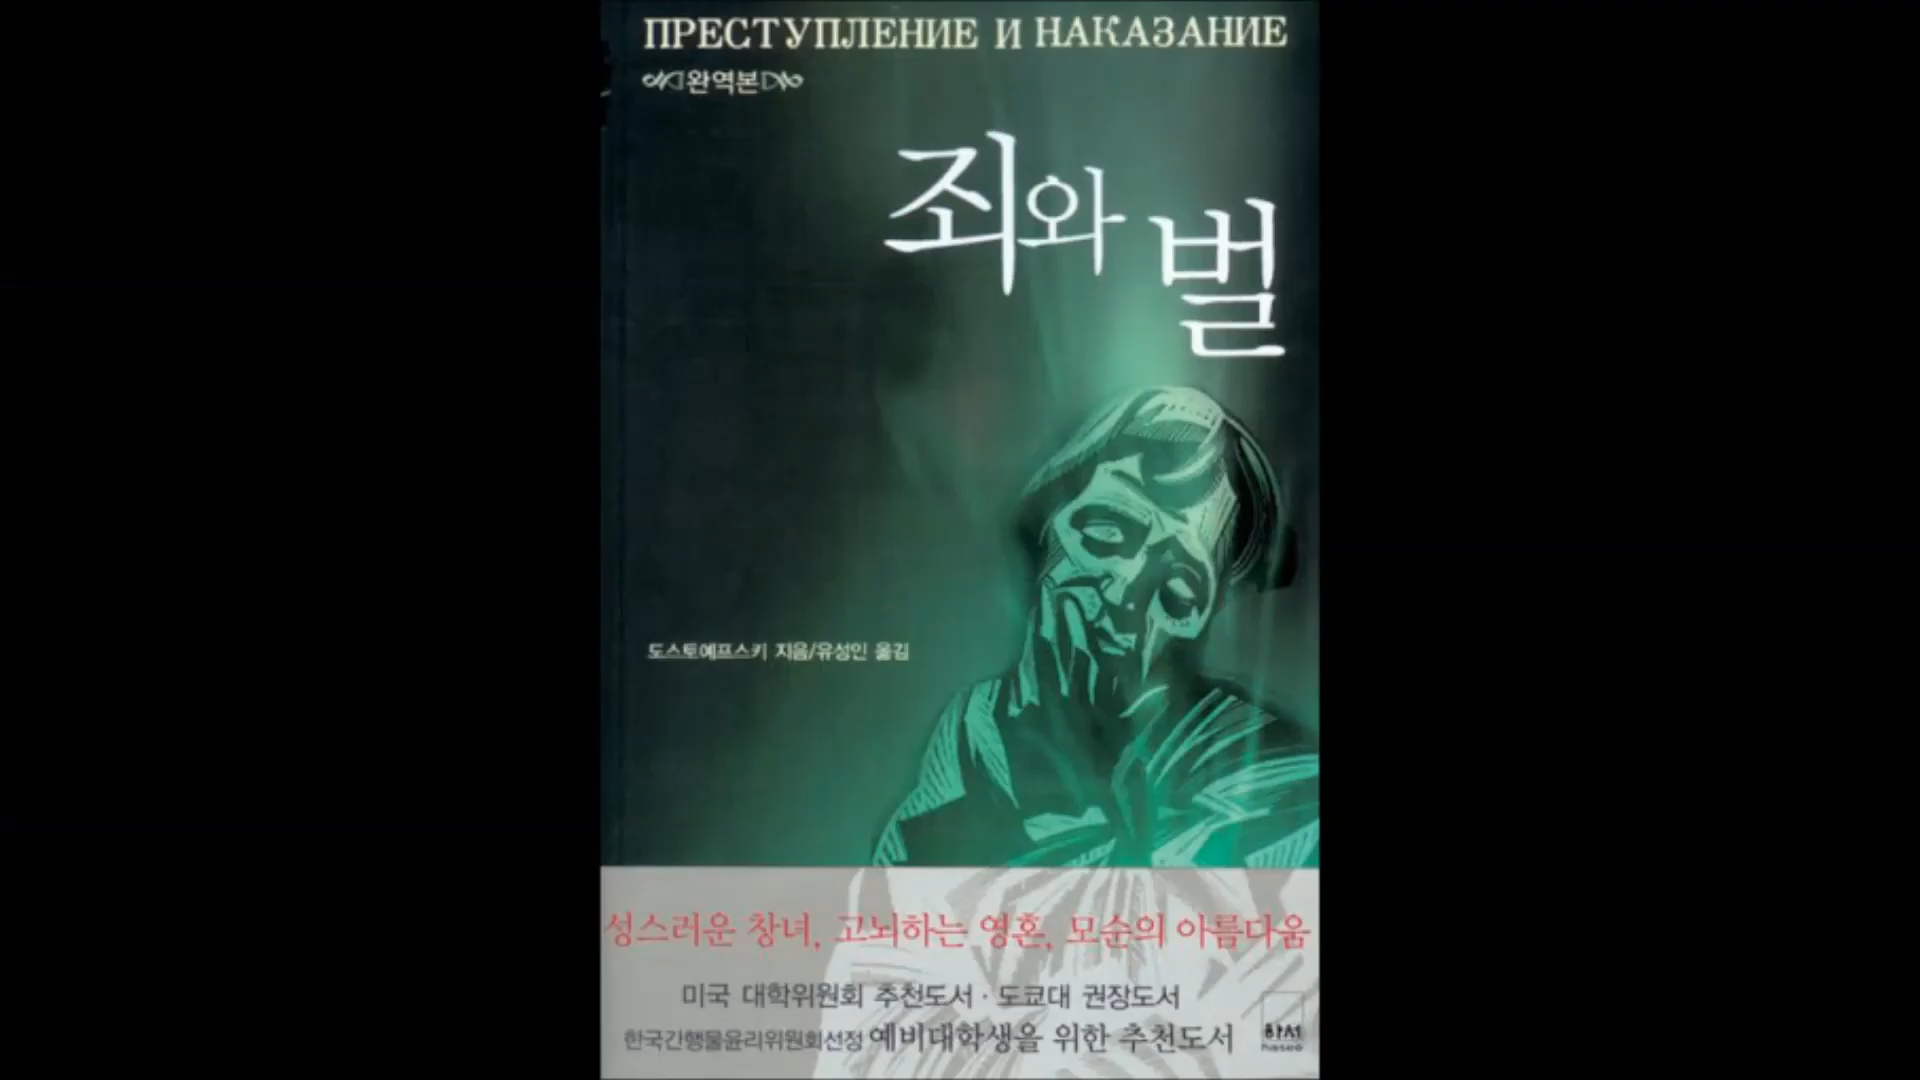 ПРЕСТУПЛЕНИЕ И НАКАЗАНИЕ
완역본
죄와 벌
도스토예프스키 지음/유성인 옮김
성스러운 창녀, 고뇌하는 영혼, 모순의 아름다움
미국 대학위원회 추천도서 · 도쿄대 권장도서
한국간행물윤리위원회선정 예비대학생을 위한 추천도서
하서